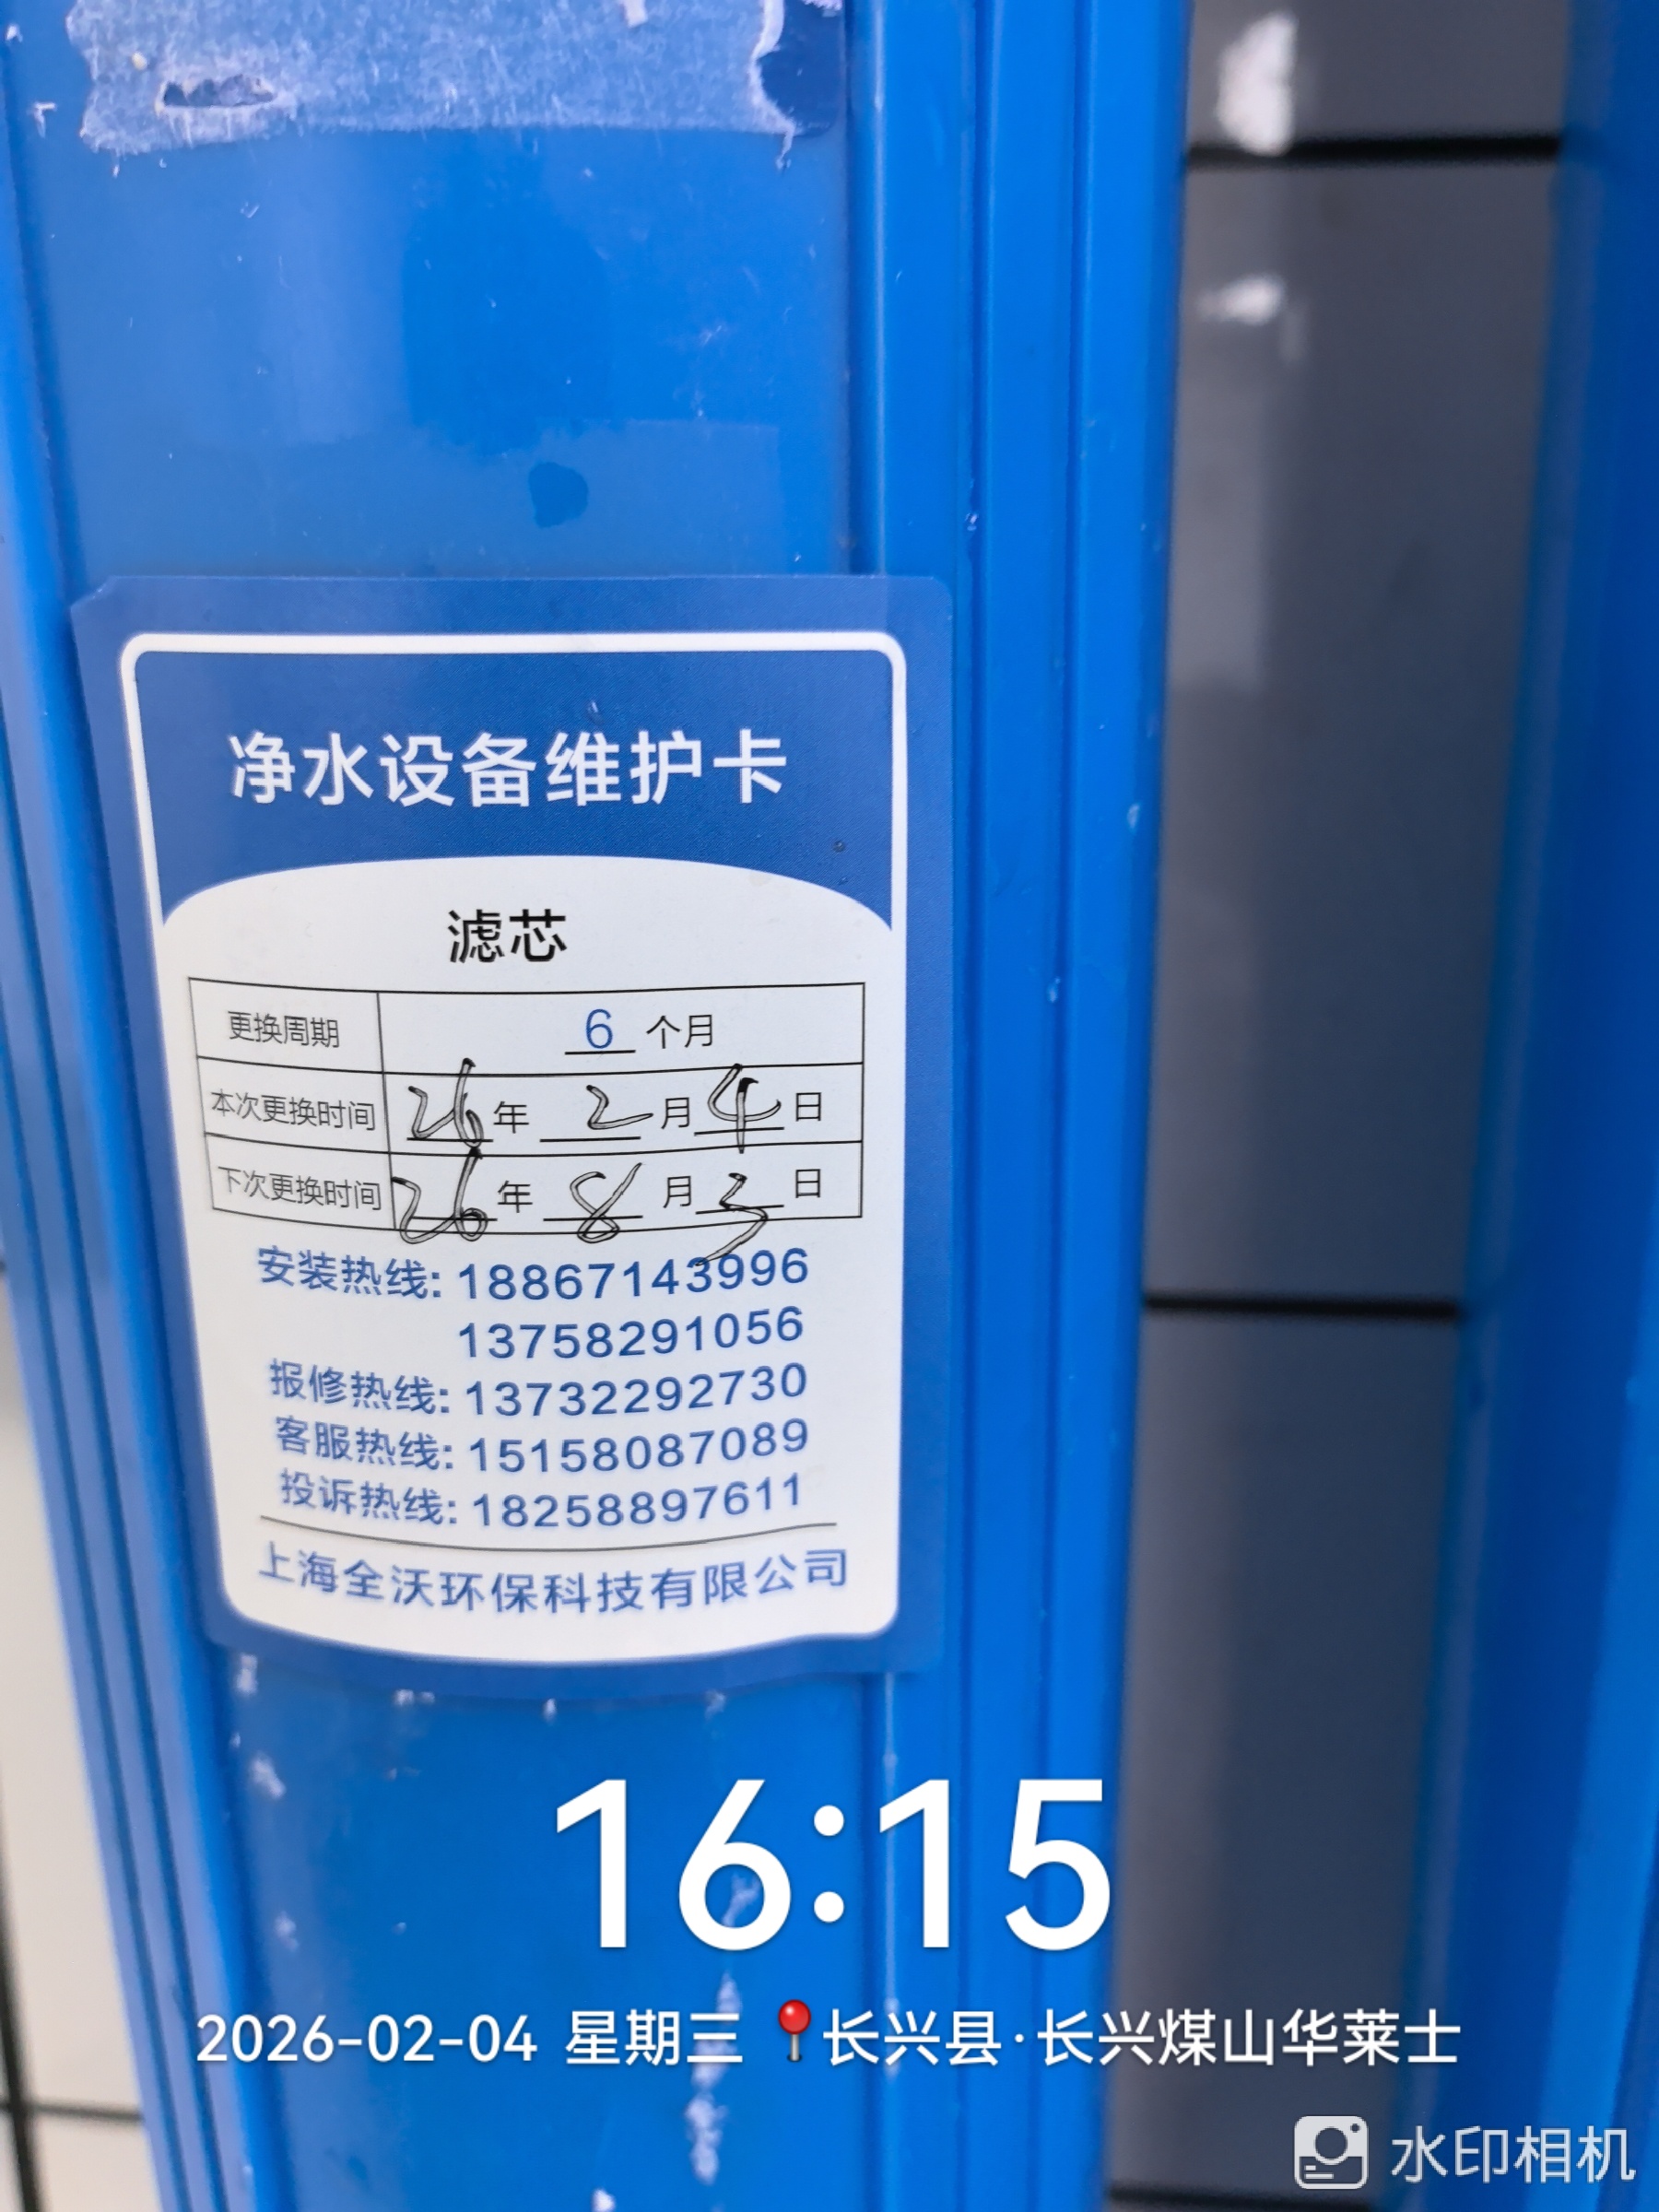 净水设备维护卡
滤芯
更换周期 6 个月
本次更换时间 26年 2月4日
下次更换时间 26年 8月3日
安装热线: 18867143996
13758291056
报修热线: 13732292730
客服热线: 15158087089
投诉热线: 18258897611
上海全沃环保科技有限公司
16:15
2026-02-04 星期三 📍长兴县·长兴煤山华莱士
水印相机